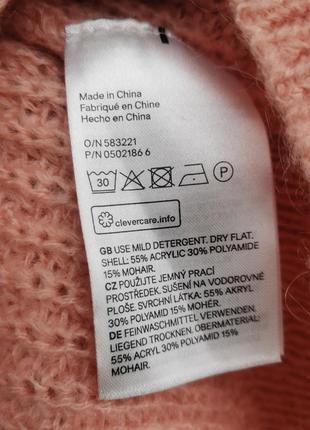 Made in China
Fabriqué en Chine
Hecho en China
O/N 583221
P/N 0502186 6
30
P
clevercare.info
GB USE MILD DETERGENT. DRY FLAT.
SHELL: 55% ACRYLIC 30% POLYAMIDE
15% MOHAIR.
CZ POUŽIJTE JEMNÝ PRACÍ
PROSTŘEDEK. SUŠENÍ NA VODOROVNÉ
PLOŠE. SVRCHNÍ LÁTKA: 55% AKRYL
30% POLYAMID 15% MOHÉR.
DE FEINWASCHMITTEL VERWENDEN.
LIEGEND TROCKNEN. OBERMATERIAL:
55% ACRYL 30% POLYAMID 15%
MOHAIR.